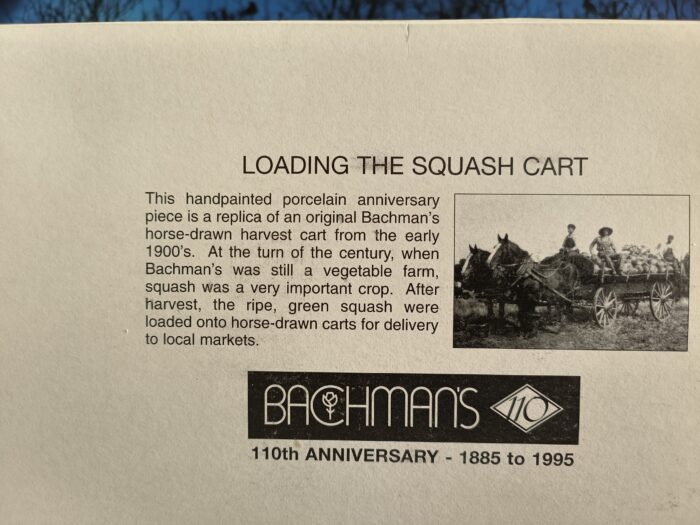 LOADING THE SQUASH CART
This handpainted porcelain anniversary
piece is a replica of an original Bachman's
horse-drawn harvest cart from the early
1900's. At the turn of the century, when
Bachman's was still a vegetable farm,
squash was a very important crop. After
harvest, the ripe, green squash were
loaded onto horse-drawn carts for delivery
to local markets.
BACHMAN'S 110
110th ANNIVERSARY - 1885 to 1995